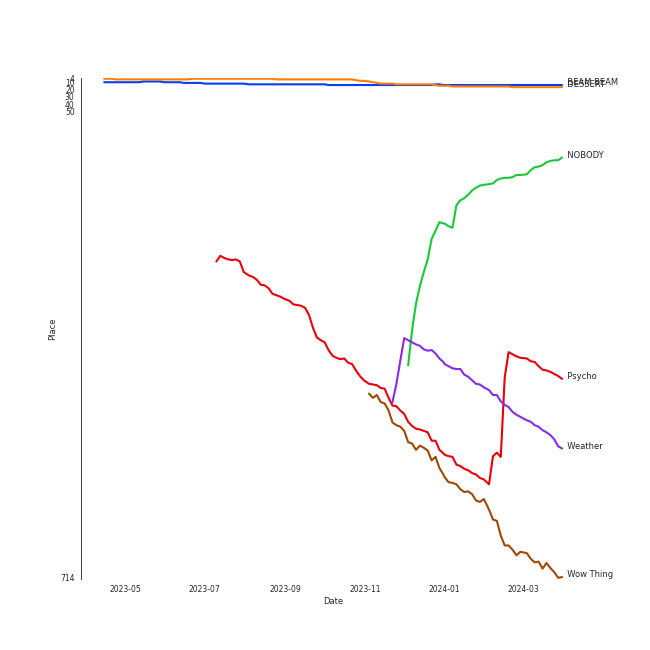 4
10
20
30
40
50
714
Place
2023-05
2023-07
2023-09
2023-11
2024-01
2024-03
Date
BEAM BEAM
DESSERT
NOBODY
Psycho
Weather
Wow Thing